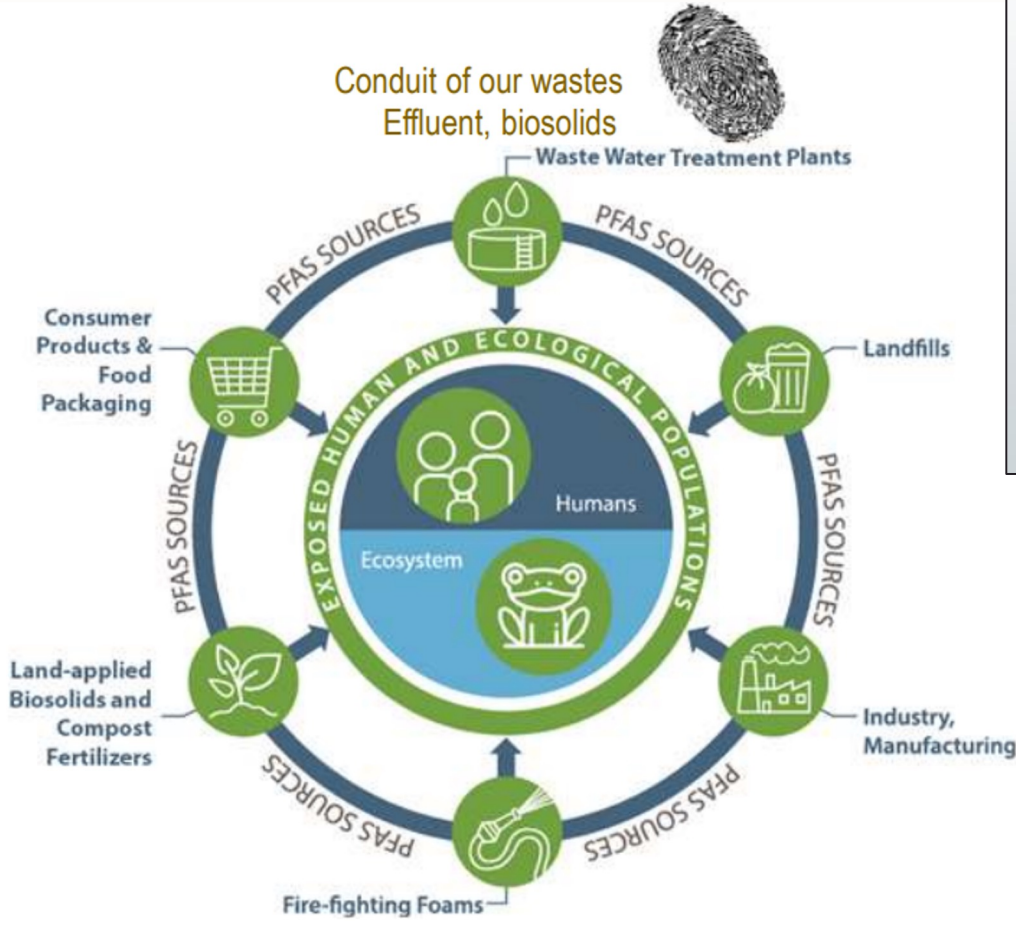 Conduit of our wastes
Effluent, biosolids
Waste Water Treatment Plants
PFAS SOURCES
PFAS SOURCES
Consumer
Products &
Food
Packaging
Landfills
EXPOSED HUMAN AND ECOLOGICAL POPULATIONS
Humans
Ecosystem
PFAS SOURCES
PFAS SOURCES
Land-applied
Biosolids and
Compost
Fertilizers
Industry,
Manufacturing
PFAS SOURCES
PFAS SOURCES
Fire-fighting Foams